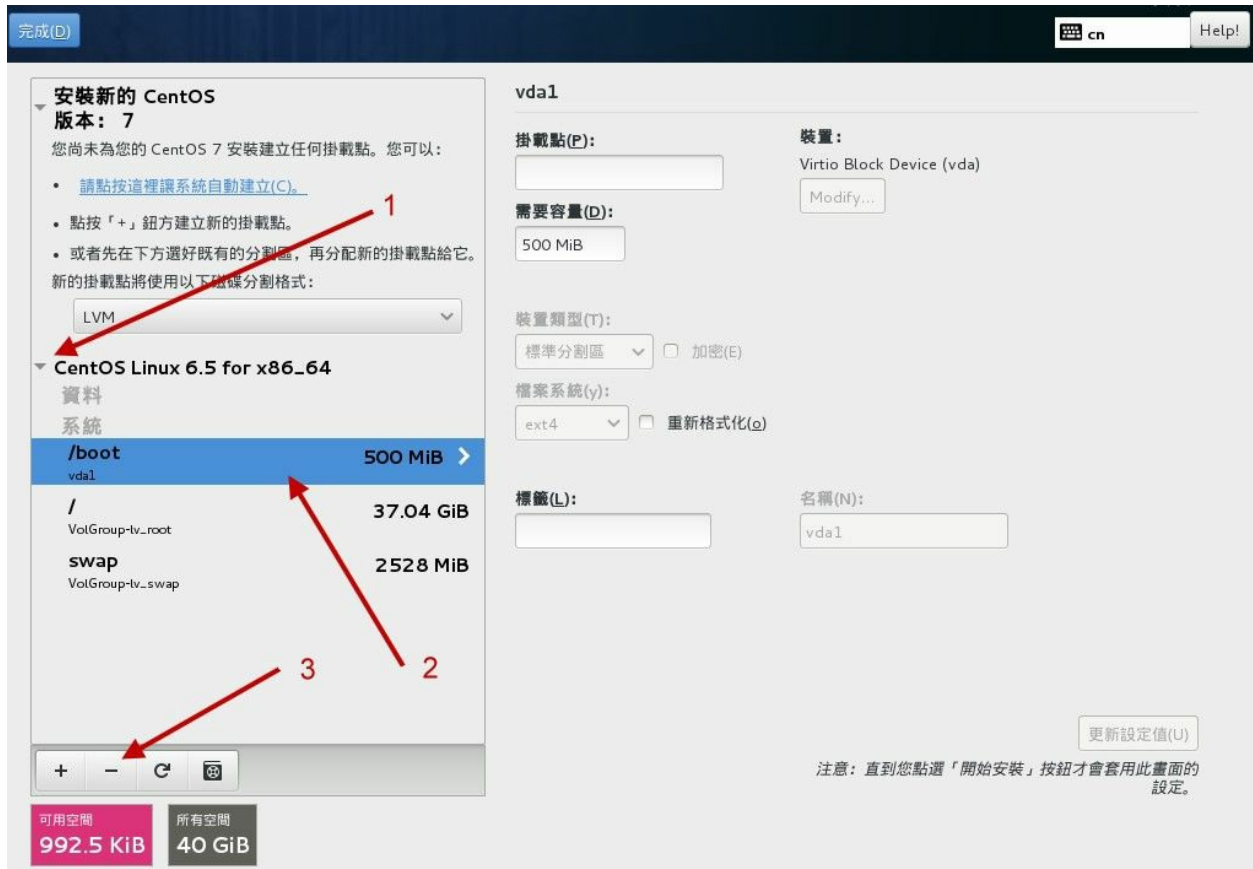 完成(D)
cn
Help!
安裝新的 CentOS
版本: 7
您尚未為您的 CentOS 7 安裝建立任何掛載點。您可以:
• 請點按這裡讓系統自動建立(C)。
• 點按「+」鈕方建立新的掛載點。
• 或者先在下方選好既有的分割區，再分配新的掛載點給它。
新的掛載點將使用以下磁碟分割格式:
LVM
CentOS Linux 6.5 for x86_64
資料
系統
/boot
500 MiB
vda1
/
37.04 GiB
VolGroup-lv_root
swap
2528 MiB
VolGroup-lv_swap
1
2
3
+ −
可用空間
992.5 KiB
所有空間
40 GiB
vda1
掛載點(P):
需要容量(D):
500 MiB
裝置:
Virtio Block Device (vda)
Modify...
裝置類型(T):
標準分割區
加密(E)
檔案系統(y):
ext4
重新格式化(o)
標籤(L):
名稱(N):
vda1
更新設定值(U)
注意: 直到您點選「開始安裝」按鈕才會套用此畫面的
設定。